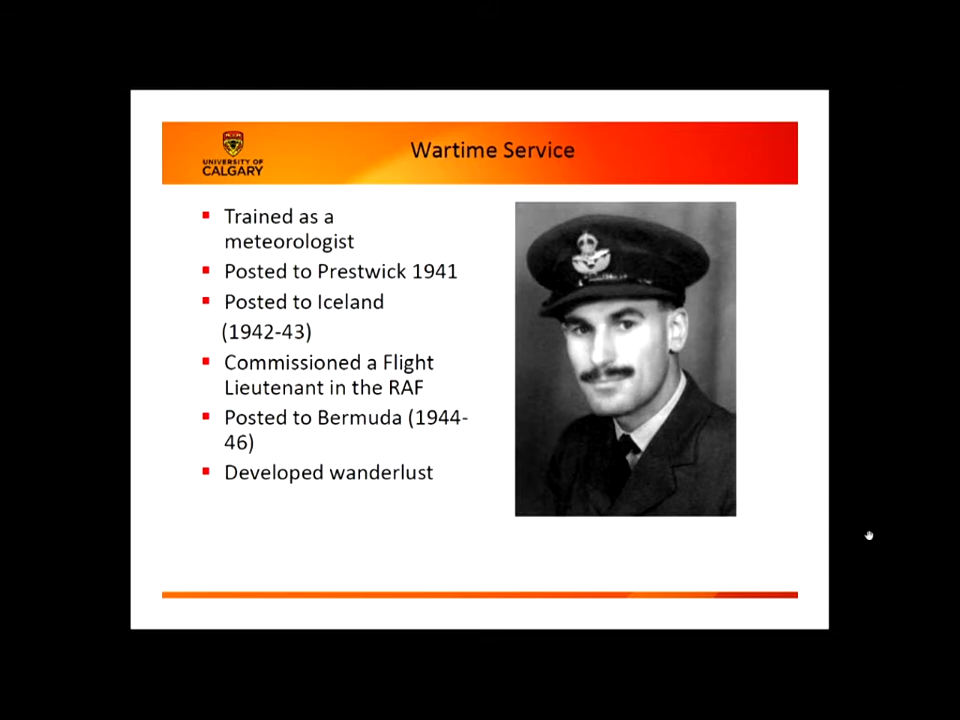 UNIVERSITY OF
CALGARY
Wartime Service
Trained as a
meteorologist
Posted to Prestwick 1941
Posted to Iceland
(1942-43)
Commissioned a Flight
Lieutenant in the RAF
Posted to Bermuda (1944-
46)
Developed wanderlust